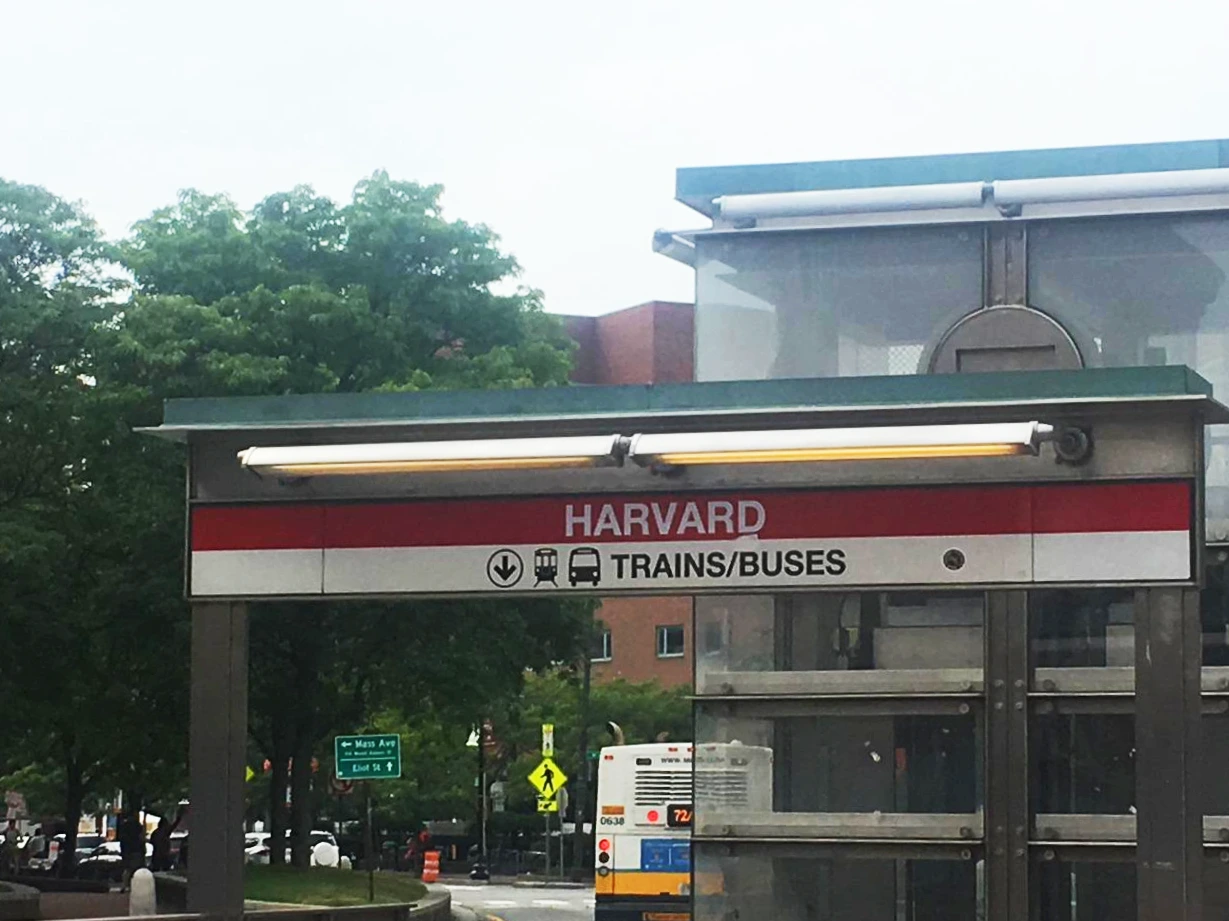 HARVARD
TRAINS/BUSES
← Mass Ave
Eliot St ↑
0638
72/